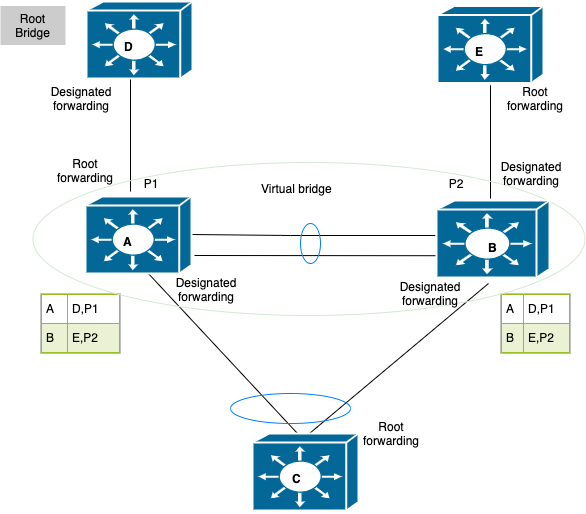 Root
Bridge
D
E
Designated
forwarding
Root
forwarding
Root
forwarding
P1
Virtual bridge
P2
Designated
forwarding
A
B
Designated
forwarding
Designated
forwarding
A D,P1
B E,P2
A D,P1
B E,P2
Root
forwarding
C